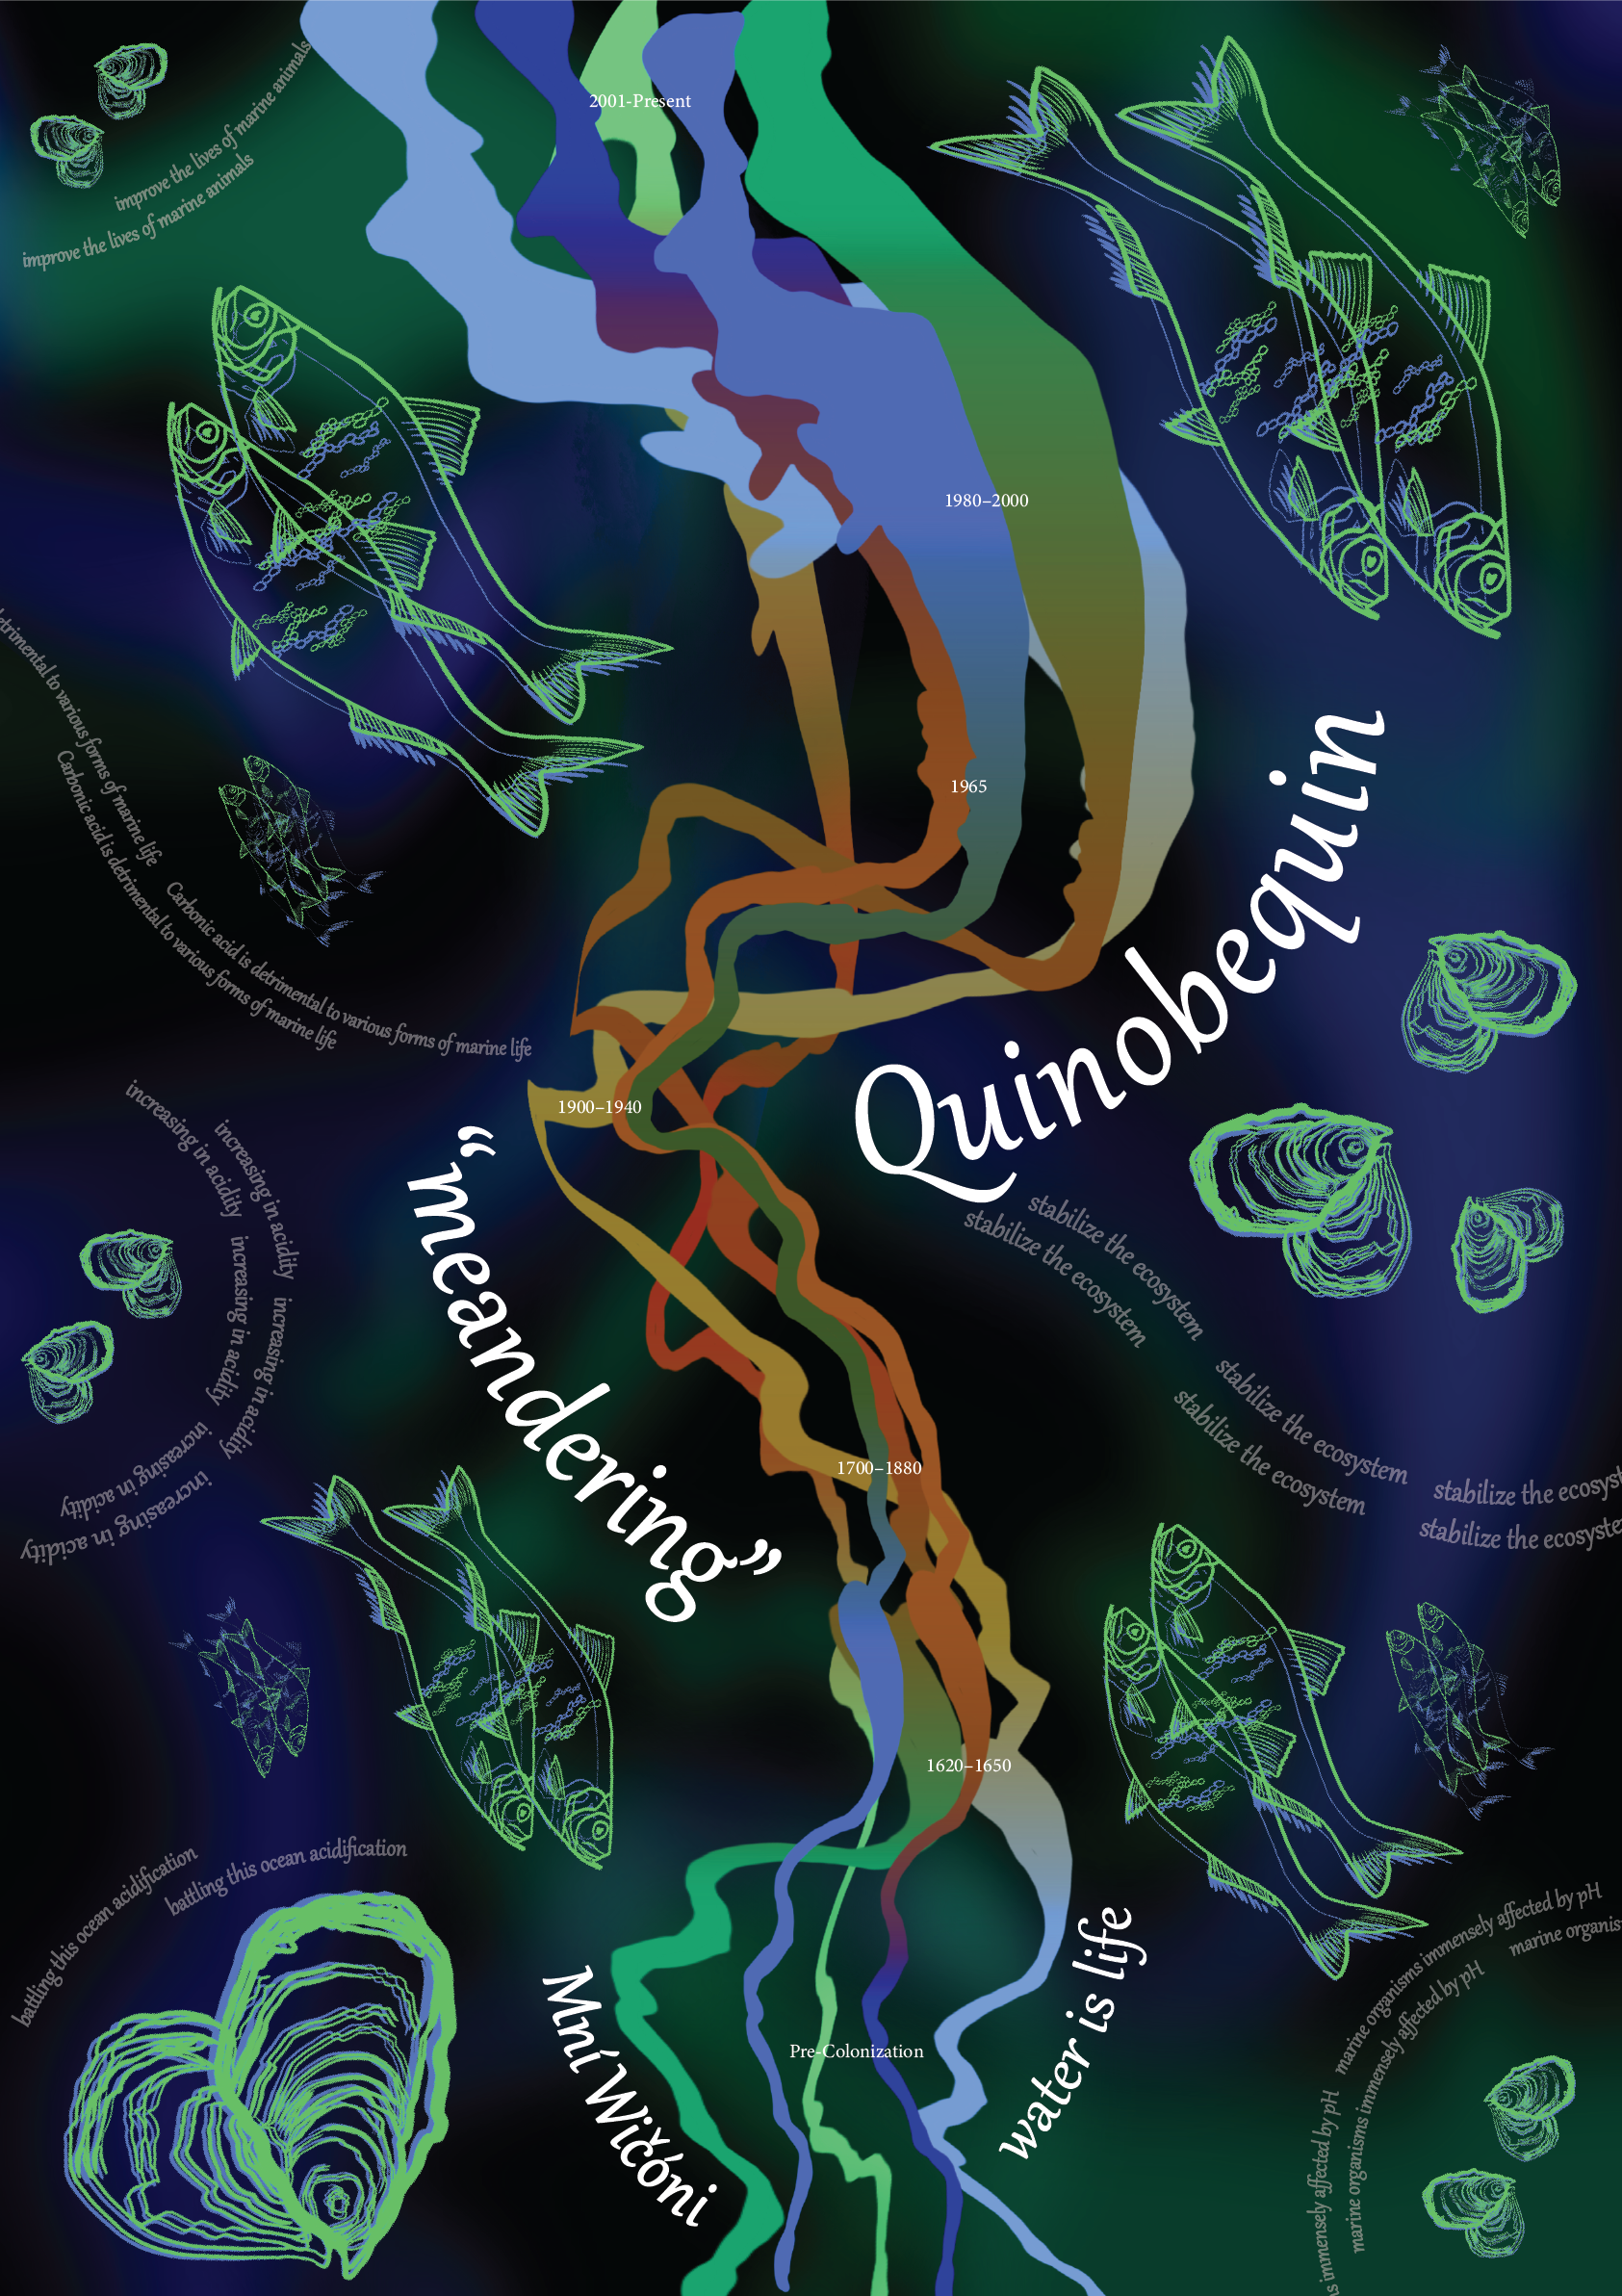 2001-Present
improve the lives of marine animals
improve the lives of marine animals
1980–2000
1965
Quinobequin
to various forms of marine life
Carbonic acid is detrimental to various forms of marine life
Carbonic acid is detrimental to various forms of marine life
1900–1940
"meandering”
increasing in acidity increasing in acidity increasing in acidity
increasing in acidity increasing in acidity increasing in acidity
stabilize the ecosystem stabilize the ecosystem stabilize the
stabilize the ecosystem stabilize the ecosystem stabilize the
1700–1880
1620–1650
battling this ocean acidification
battling this ocean acidification
marine organisms immensely affected by pH marine
immensely affected by pH marine organisms immensely affected by pH
Pre-Colonization
Mní Wičóni
water is life